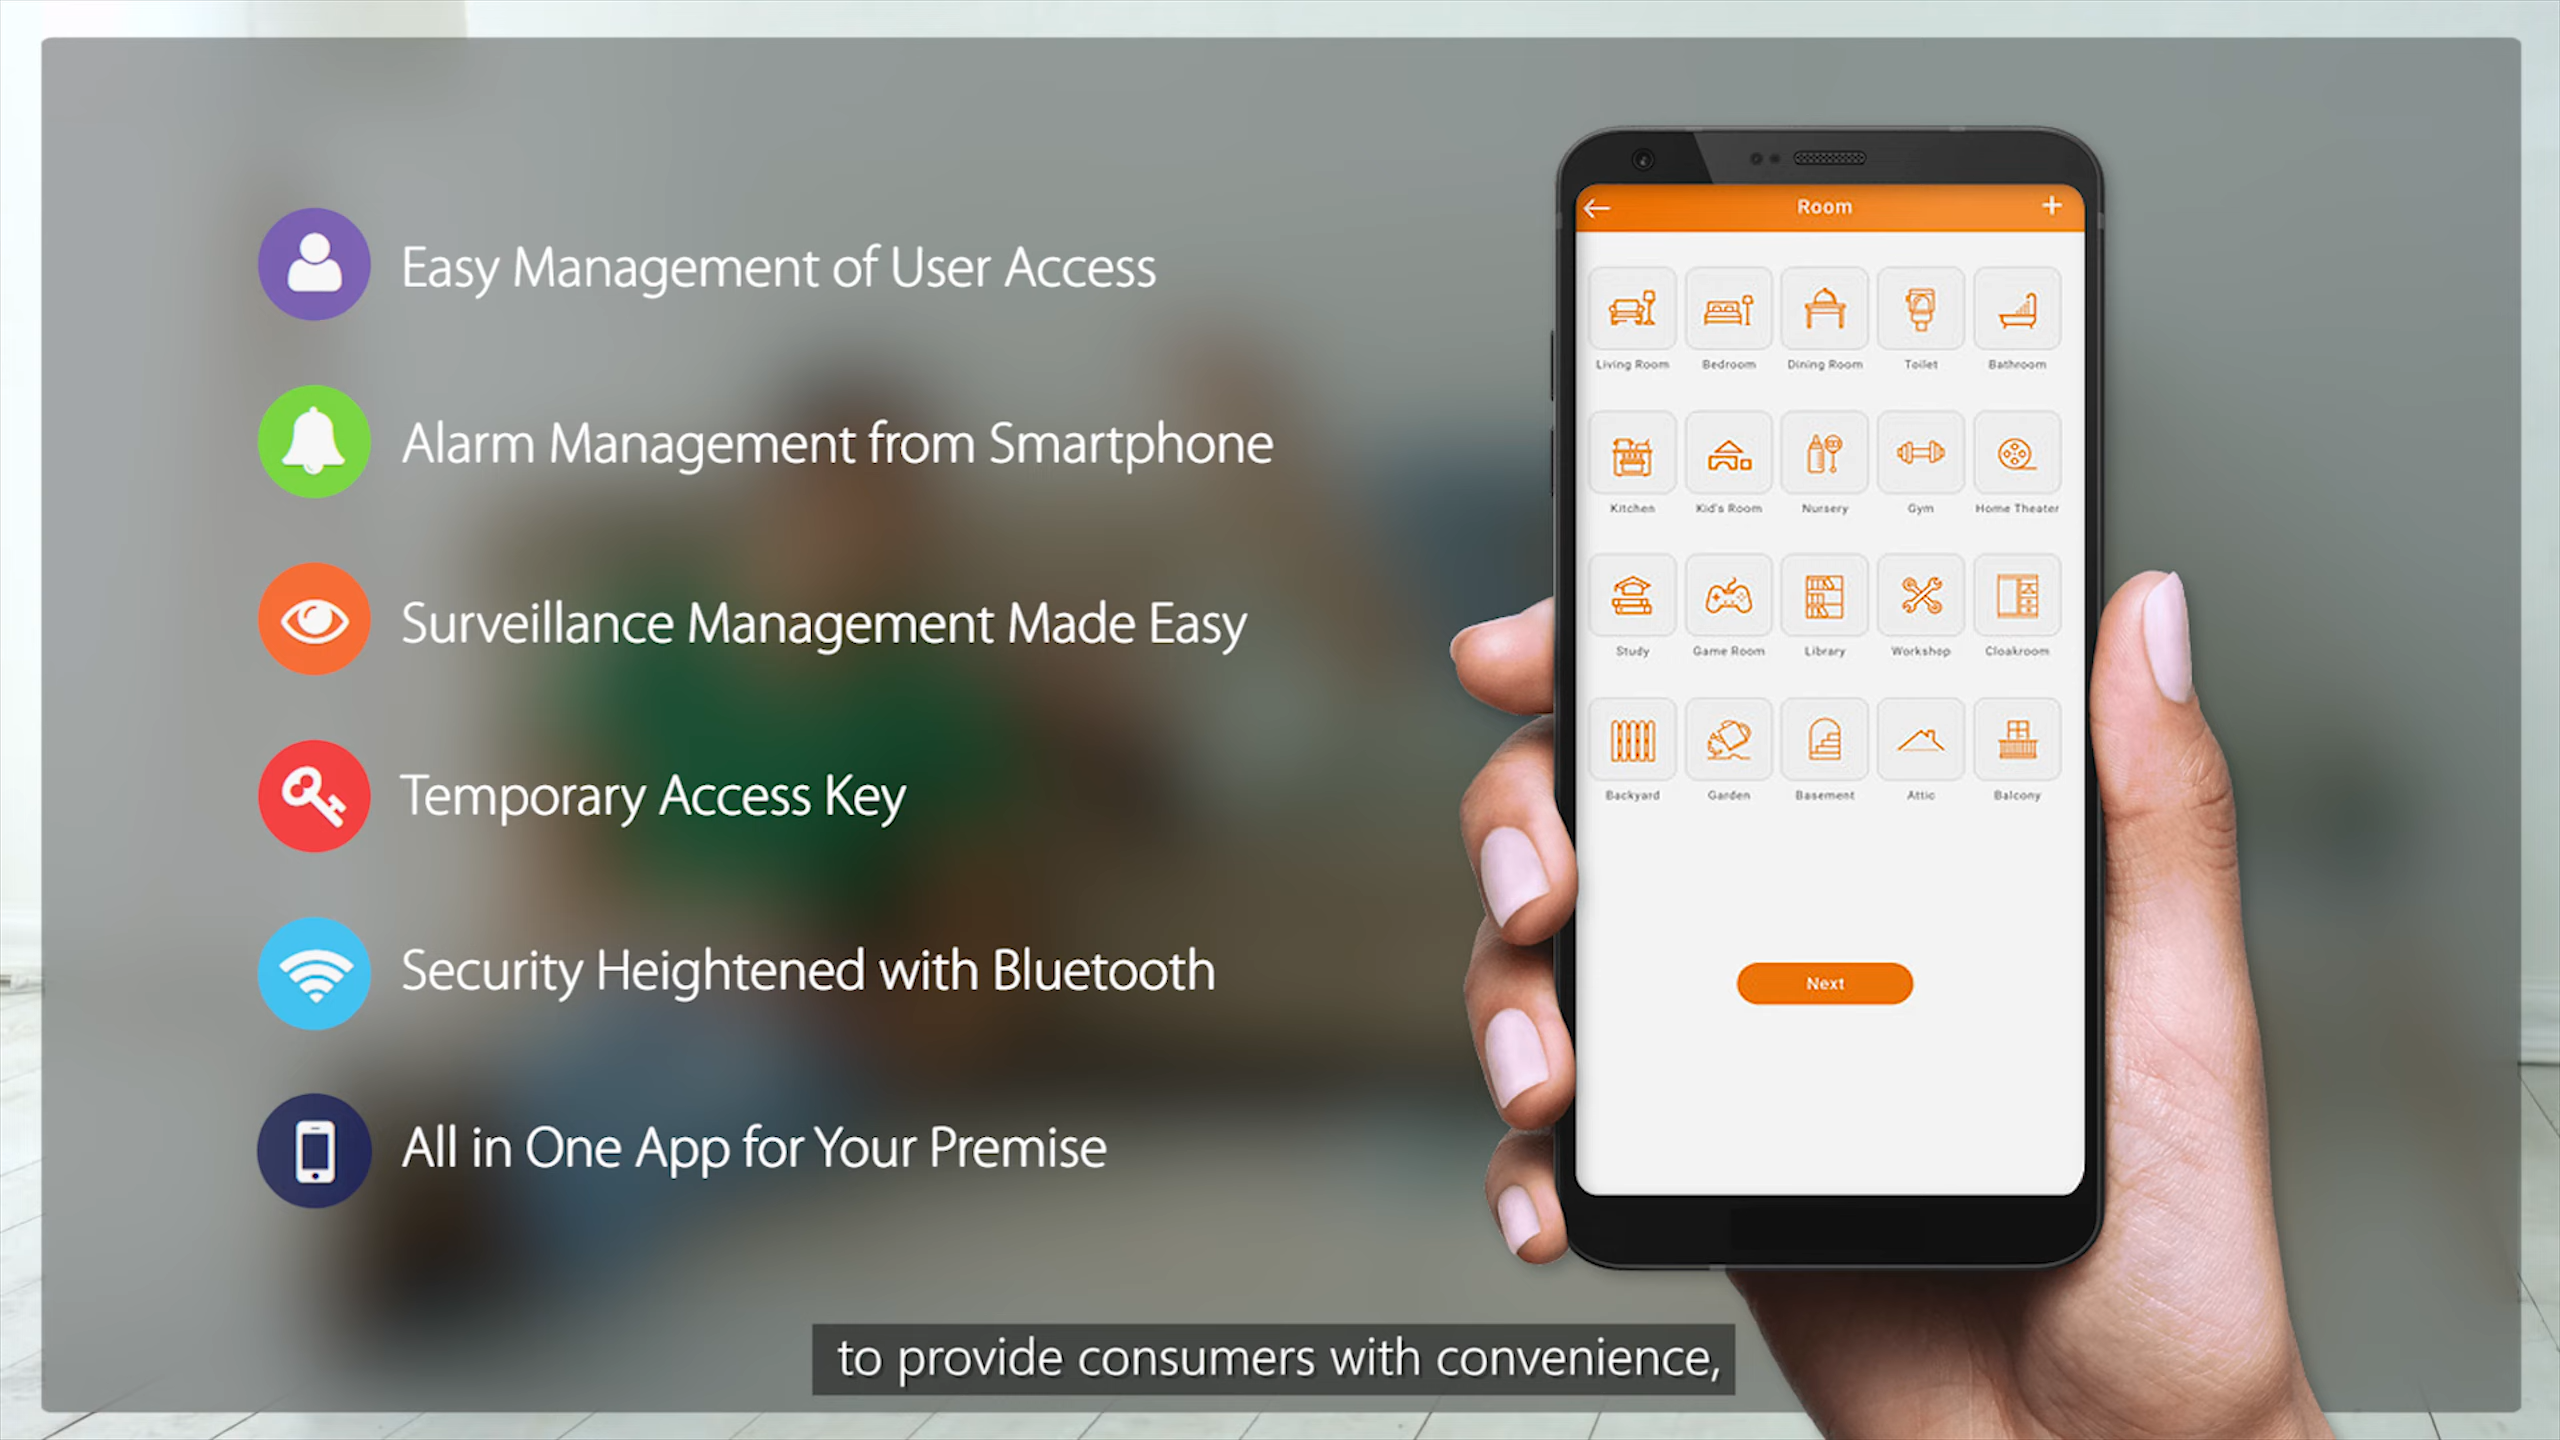 Easy Management of User Access
Alarm Management from Smartphone
Surveillance Management Made Easy
Temporary Access Key
Security Heightened with Bluetooth
All in One App for Your Premise
Room
Living Room
Bedroom
Dining Room
Toilet
Bathroom
Kitchen
Kid's Room
Nursery
Gym
Home Theater
Study
Game Room
Library
Workshop
Cloakroom
Backyard
Garden
Basement
Attic
Balcony
Next
to provide consumers with convenience,